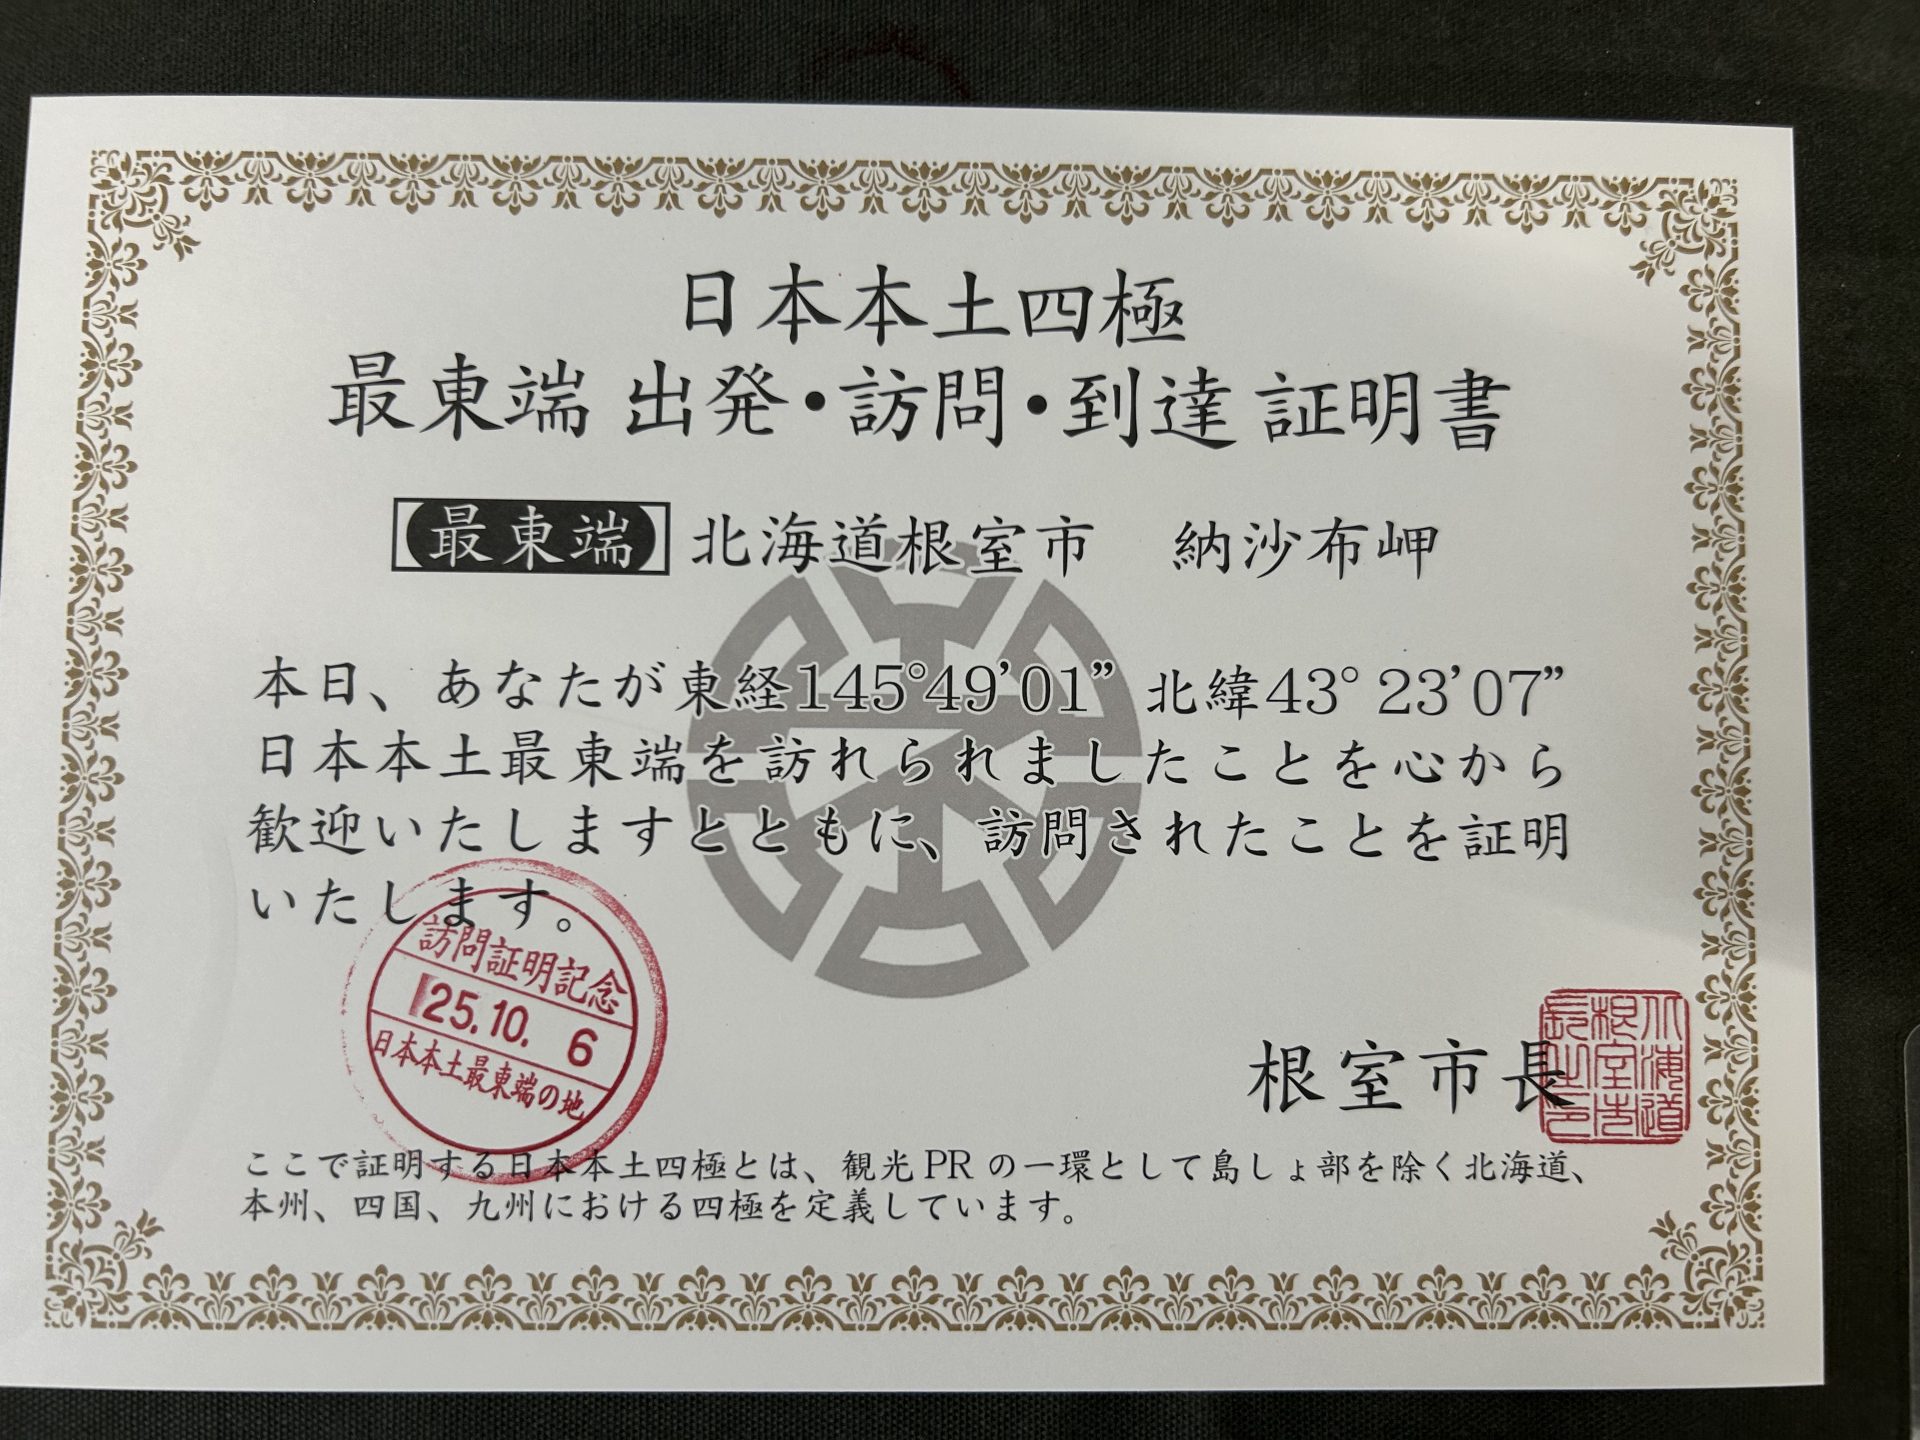 日本本土四極
最東端 出発・訪問・到達 証明書
【最東端】北海道根室市　納沙布岬
本日、あなたが東経145°49’01” 北緯43°23’07”
日本本土最東端を訪れられましたことを心から
歓迎いたしますとともに、訪問されたことを証明
いたします。
訪問証明記念
25.10. 6
日本本土最東端の地
根室市長
北海道
根室市
長之印
ここで証明する日本本土四極とは、観光PRの一環として島しょ部を除く北海道、
本州、四国、九州における四極を定義しています。